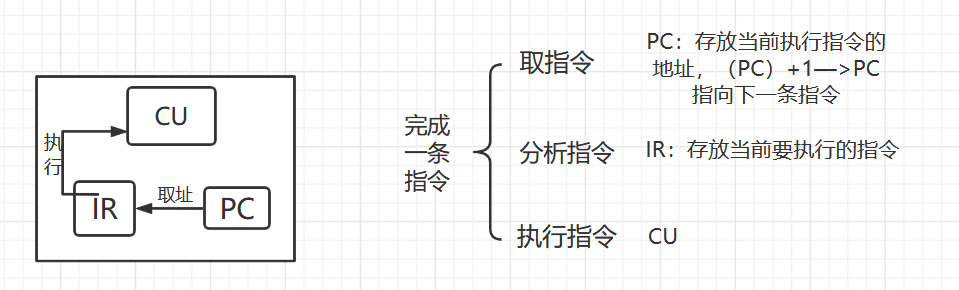 CU
执
行
IR
取址
PC
完成
一条
指令
取指令
PC：存放当前执行指令的
地址，（PC）+1—>PC
指向下一条指令
分析指令
IR：存放当前要执行的指令
执行指令
CU